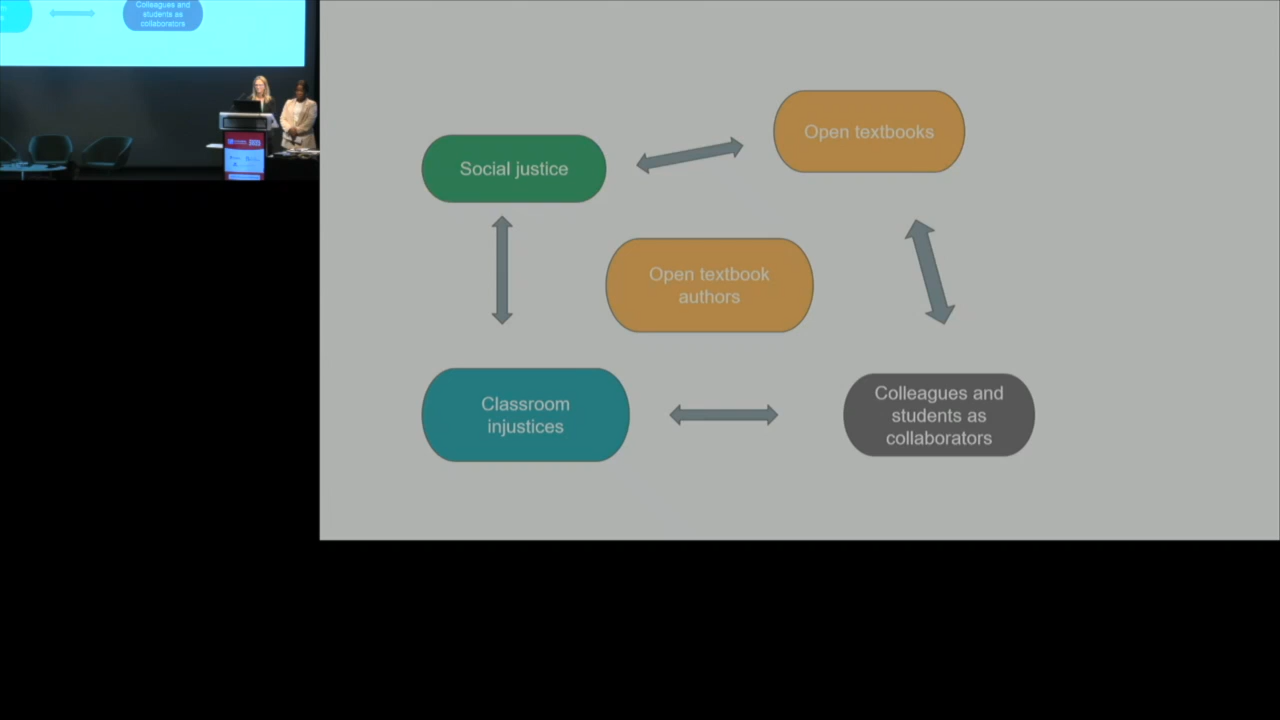 Colleagues and
students as
collaborators
Open textbooks
Social justice
Open textbook
authors
Classroom
injustices
Colleagues and
students as
collaborators